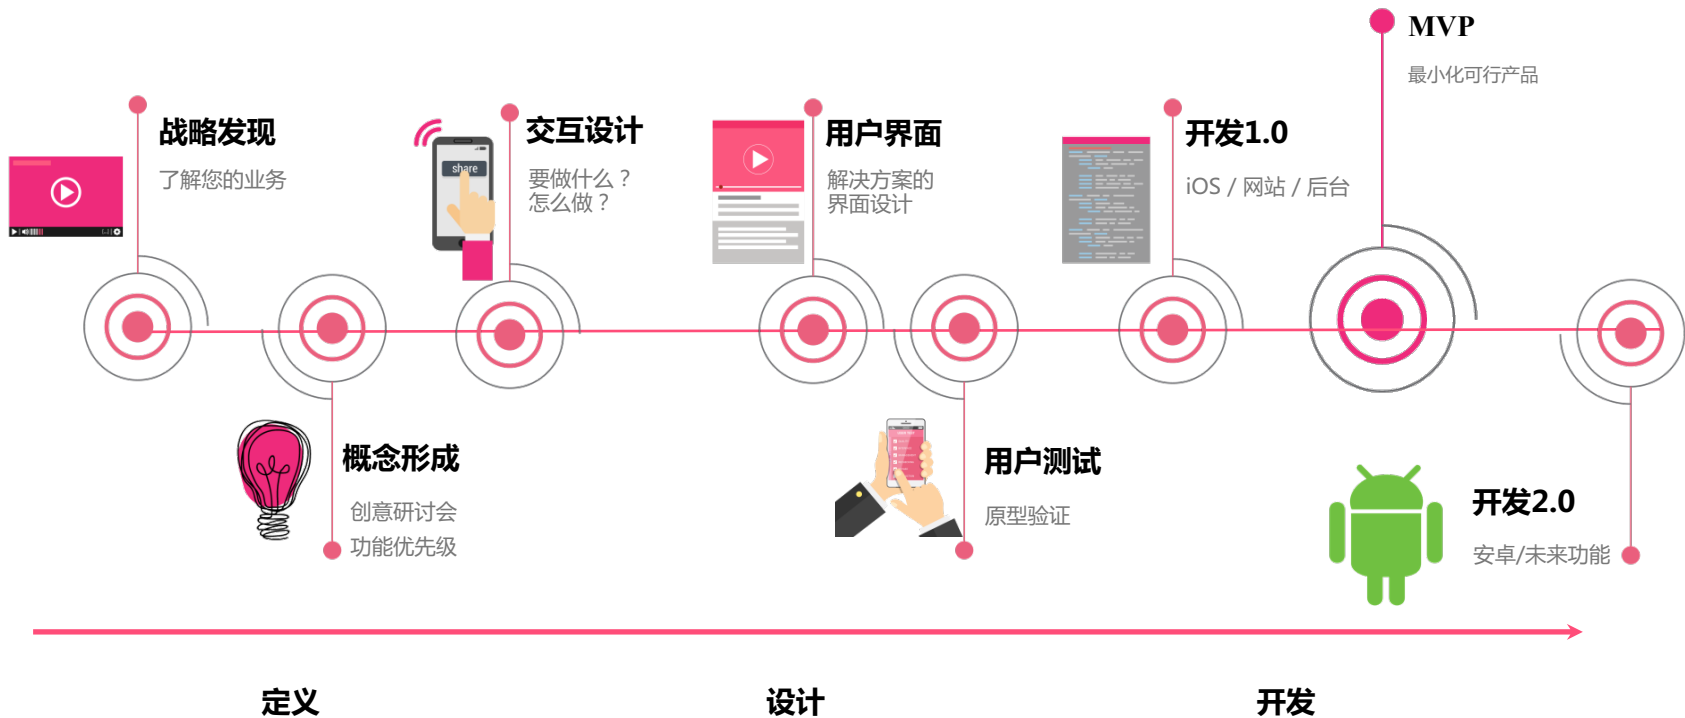 MVP
最小化可行产品
战略发现
了解您的业务
share
交互设计
要做什么？
怎么做？
用户界面
解决方案的
界面设计
开发1.0
iOS / 网站 / 后台
概念形成
创意研讨会
功能优先级
用户测试
原型验证
开发2.0
安卓/未来功能
定义
设计
开发